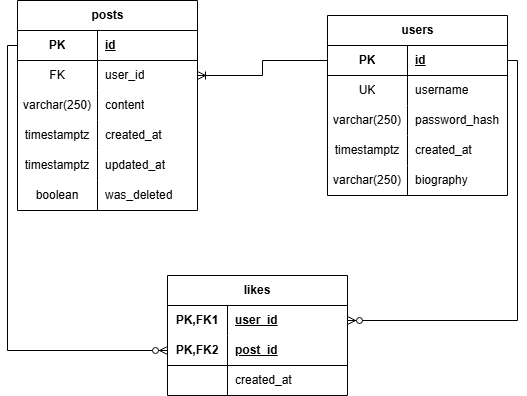 posts
PK id
FK user_id
varchar(250) content
timestamptz created_at
timestamptz updated_at
boolean was_deleted
users
PK id
UK username
varchar(250) password_hash
timestamptz created_at
varchar(250) biography
likes
PK,FK1 user_id
PK,FK2 post_id
created_at